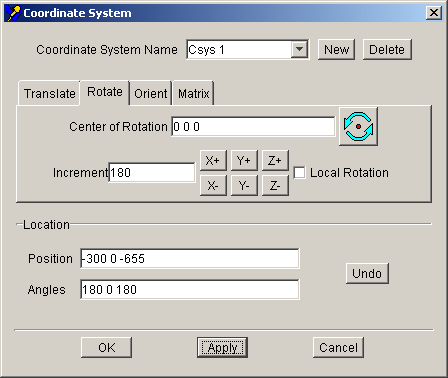 Coordinate System
Coordinate System Name Csys 1 New Delete
Translate Rotate Orient Matrix
Center of Rotation 0 0 0
X+ Y+ Z+
Increment 180 Local Rotation
X- Y- Z-
Location
Position -300 0 -655
Undo
Angles 180 0 180
OK Apply Cancel